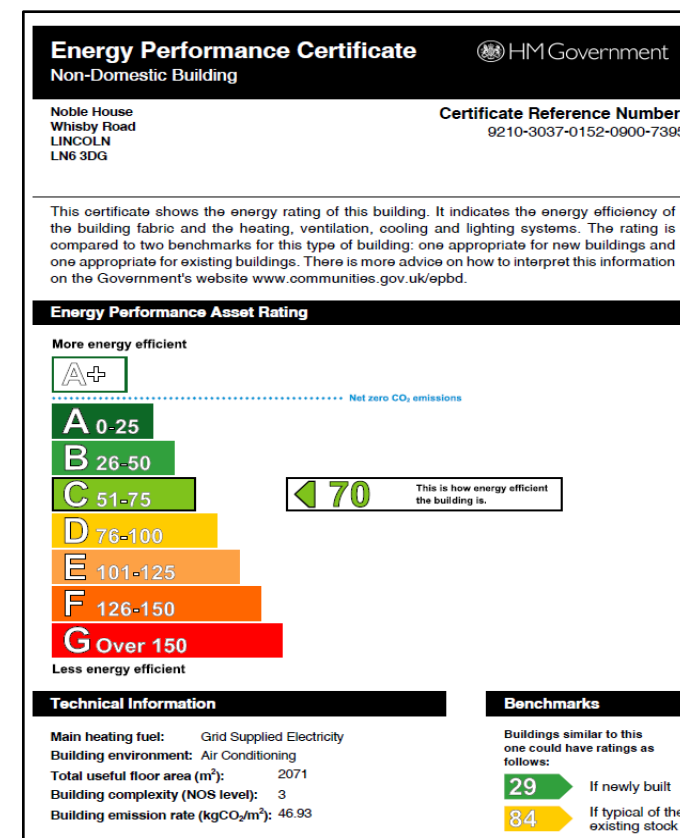 Energy Performance Certificate
HM Government
Non-Domestic Building
Noble House
Whisby Road
LINCOLN
LN6 3DG
Certificate Reference Number
9210-3037-0152-0900-7395
This certificate shows the energy rating of this building. It indicates the energy efficiency of
the building fabric and the heating, ventilation, cooling and lighting systems. The rating is
compared to two benchmarks for this type of building: one appropriate for new buildings and
one appropriate for existing buildings. There is more advice on how to interpret this information
on the Government's website www.communities.gov.uk/epbd.
Energy Performance Asset Rating
More energy efficient
A+
Net zero CO₂ emissions
A 0-25
B 26-50
C 51-75
70
This is how energy efficient
the building is.
D 76-100
E 101-125
F 126-150
G Over 150
Less energy efficient
Technical Information
Main heating fuel: Grid Supplied Electricity
Building environment: Air Conditioning
Total useful floor area (m²): 2071
Building complexity (NOS level): 3
Building emission rate (kgCO₂/m²): 46.93
Benchmarks
Buildings similar to this
one could have ratings as
follows:
29 If newly built
84 If typical of the
existing stock